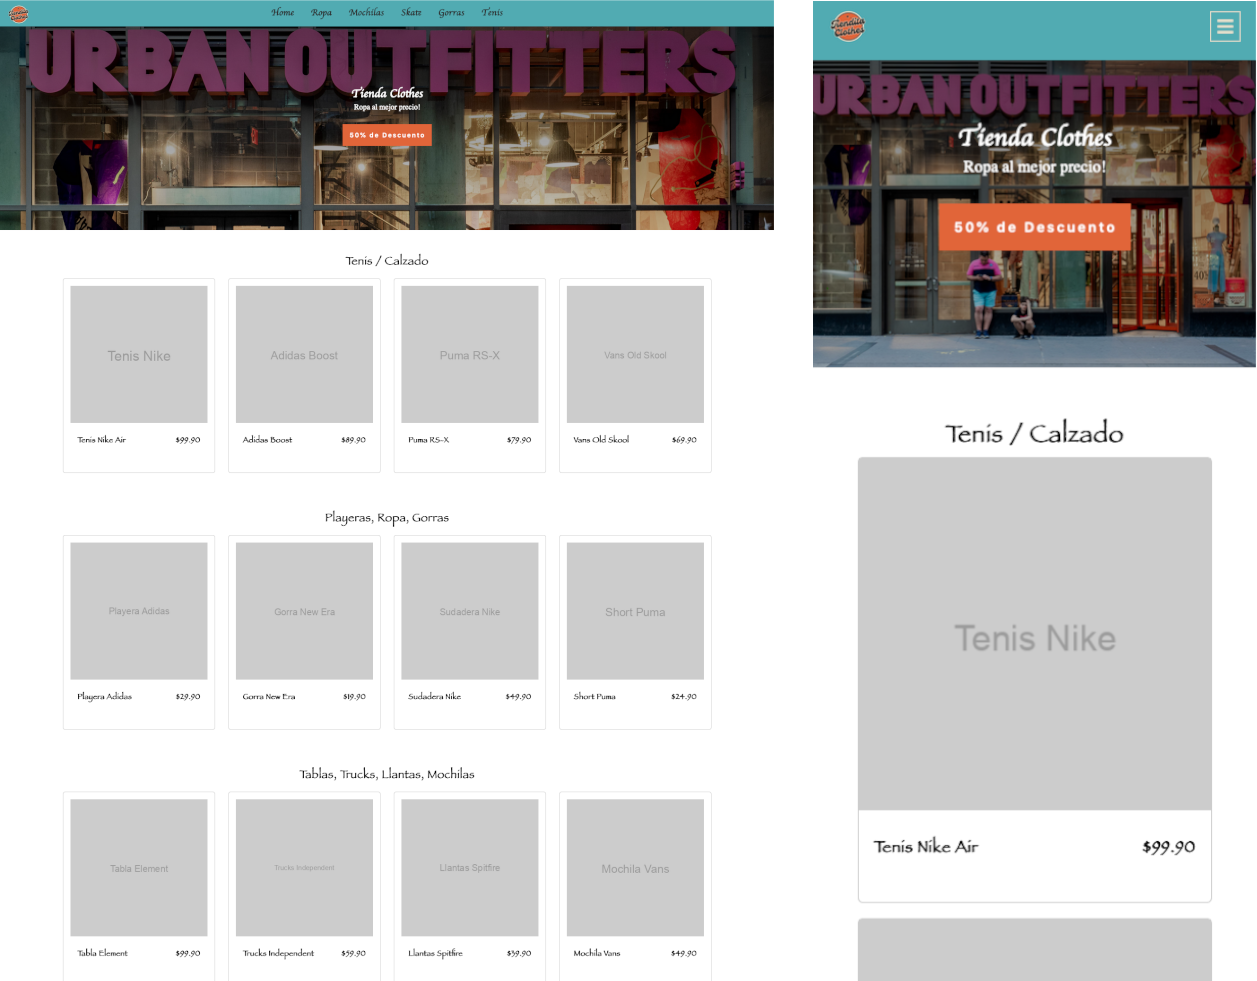 Tiendita
Clothes
Home Ropa Mochilas Skate Gorras Tenis
URBAN OUTFITTERS
Tienda Clothes
Ropa al mejor precio!
50% de Descuento
Tenis / Calzado
Tenis Nike
Adidas Boost
Puma RS-X
Vans Old Skool
Tenis Nike Air $99.90
Adidas Boost $89.90
Puma RS-X $79.90
Vans Old Skool $69.90
Playeras, Ropa, Gorras
Playera Adidas
Gorra New Era
Sudadera Nike
Short Puma
Playera Adidas $29.90
Gorra New Era $19.90
Sudadera Nike $49.90
Short Puma $24.90
Tablas, Trucks, Llantas, Mochilas
Tabla Element
Trucks Independent
Llantas Spitfire
Mochila Vans
Tabla Element $99.90
Trucks Independent $59.90
Llantas Spitfire $39.90
Mochila Vans $49.90
Tiendita
Clothes
URBAN OUTFITTERS
Tienda Clothes
Ropa al mejor precio!
50% de Descuento
Tenis / Calzado
Tenis Nike
Tenis Nike Air $99.90